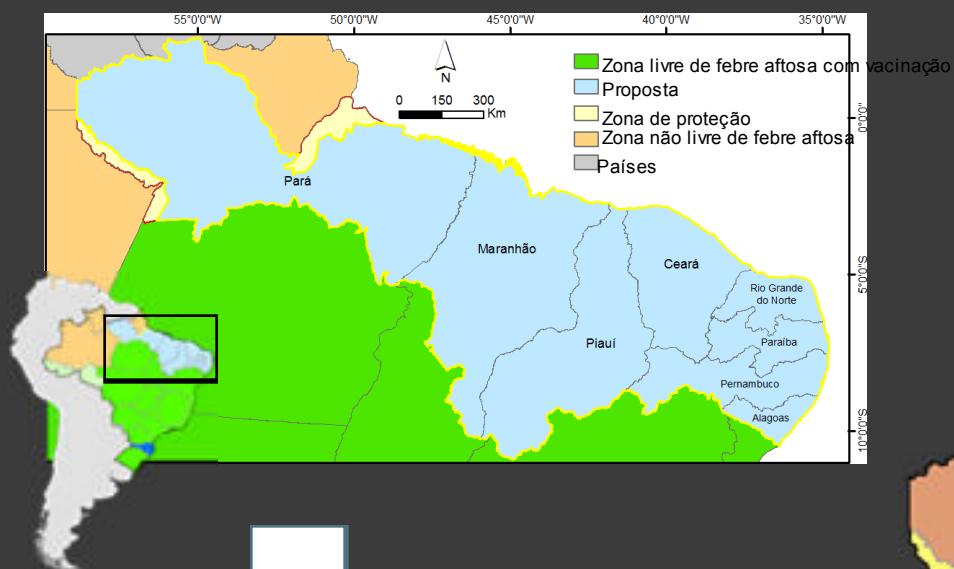 55°0'0"W 50°0'0"W 45°0'0"W 40°0'0"W 35°0'0"W
Zona livre de febre aftosa com vacinação
Proposta
Zona de proteção
Zona não livre de febre aftosa
Países
N
0 150 300
Km
0°0'0"
5°0'0"S
10°0'0"S
Pará
Maranhão
Ceará
Rio Grande
do Norte
Paraíba
Piauí
Pernambuco
Alagoas